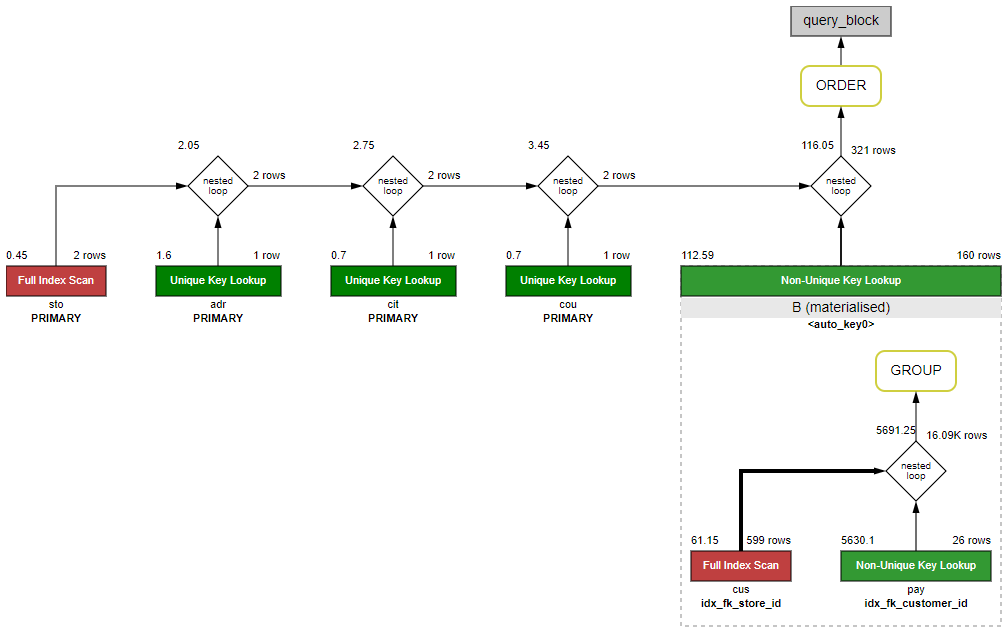 query_block
ORDER
116.05 321 rows
2.05
2.75
3.45
nested
loop
2 rows
nested
loop
2 rows
nested
loop
2 rows
nested
loop
0.45 2 rows
Full Index Scan
sto
PRIMARY
1.6 1 row
Unique Key Lookup
adr
PRIMARY
0.7 1 row
Unique Key Lookup
cit
PRIMARY
0.7 1 row
Unique Key Lookup
cou
PRIMARY
112.59 160 rows
Non-Unique Key Lookup
B (materialised)
<auto_key0>
GROUP
5691.25 16.09K rows
nested
loop
61.15 599 rows
Full Index Scan
cus
idx_fk_store_id
5630.1 26 rows
Non-Unique Key Lookup
pay
idx_fk_customer_id